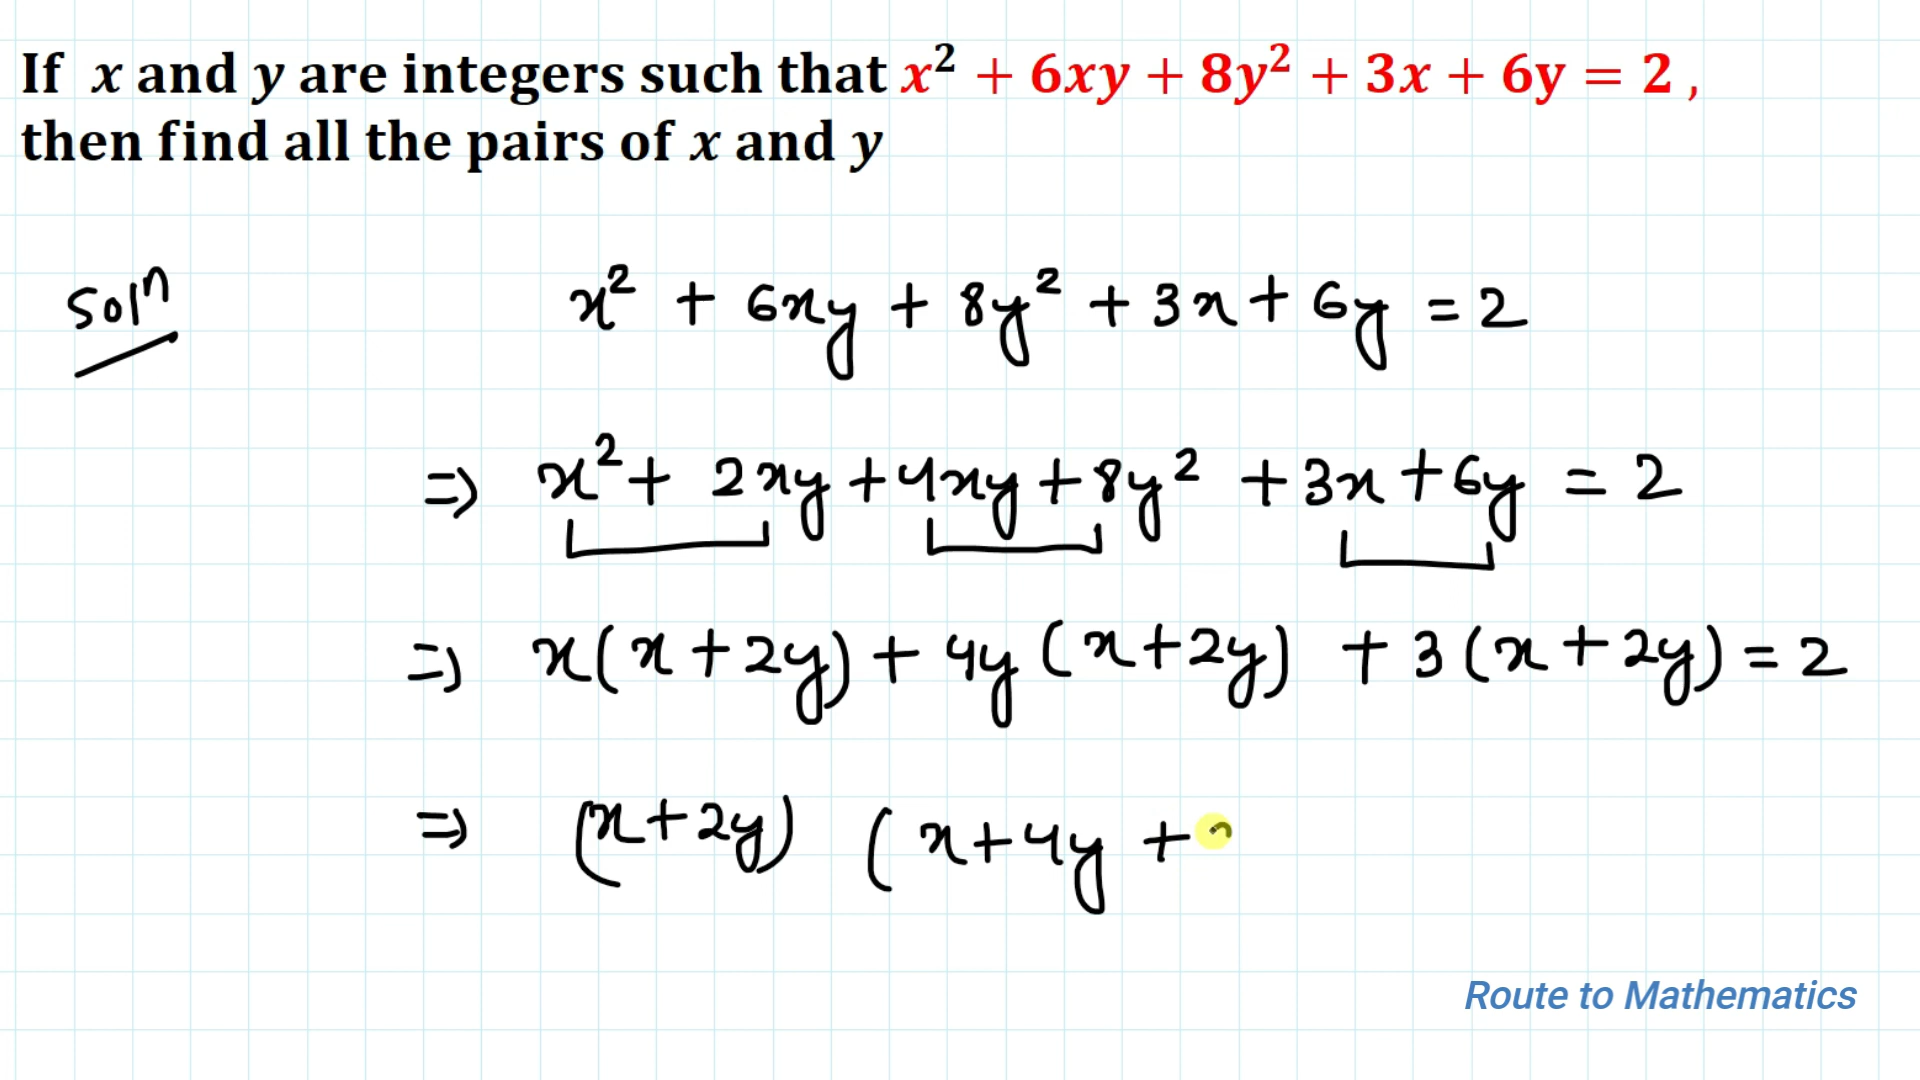 If x and y are integers such that x² + 6xy + 8y² + 3x + 6y = 2 ,
then find all the pairs of x and y
Solⁿ
x² + 6xy + 8y² + 3x + 6y = 2
⇒ x² + 2xy + 4xy + 8y² + 3x + 6y = 2
⇒ x(x + 2y) + 4y (x + 2y) + 3 (x + 2y) = 2
⇒ (x + 2y) (x + 4y +
Route to Mathematics